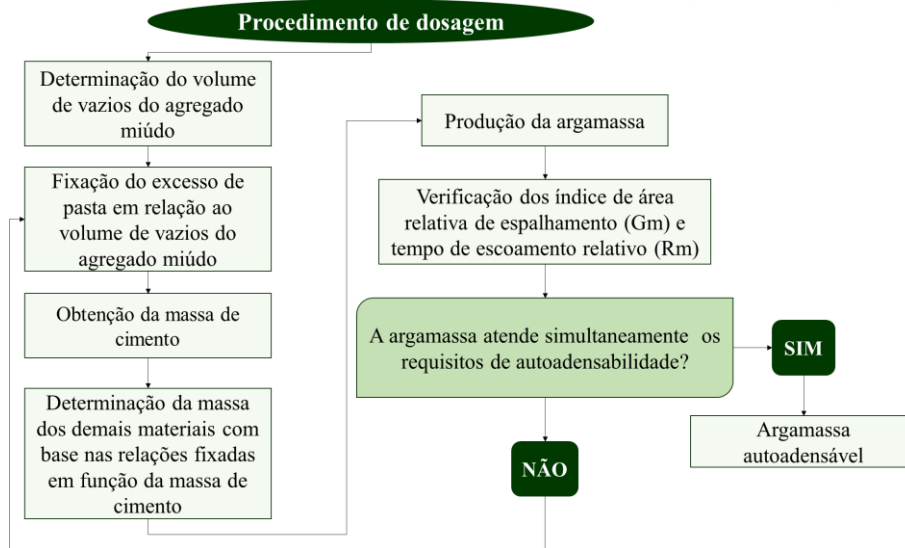 Procedimento de dosagem
Determinação do volume
de vazios do agregado
miúdo
Fixação do excesso de
pasta em relação ao
volume de vazios do
agregado miúdo
Obtenção da massa de
cimento
Determinação da massa
dos demais materiais com
base nas relações fixadas
em função da massa de
cimento
Produção da argamassa
Verificação dos índice de área
relativa de espalhamento (Gm) e
tempo de escoamento relativo (Rm)
A argamassa atende simultaneamente os
requisitos de autoadensabilidade?
SIM
Argamassa
autoadensável
NÃO